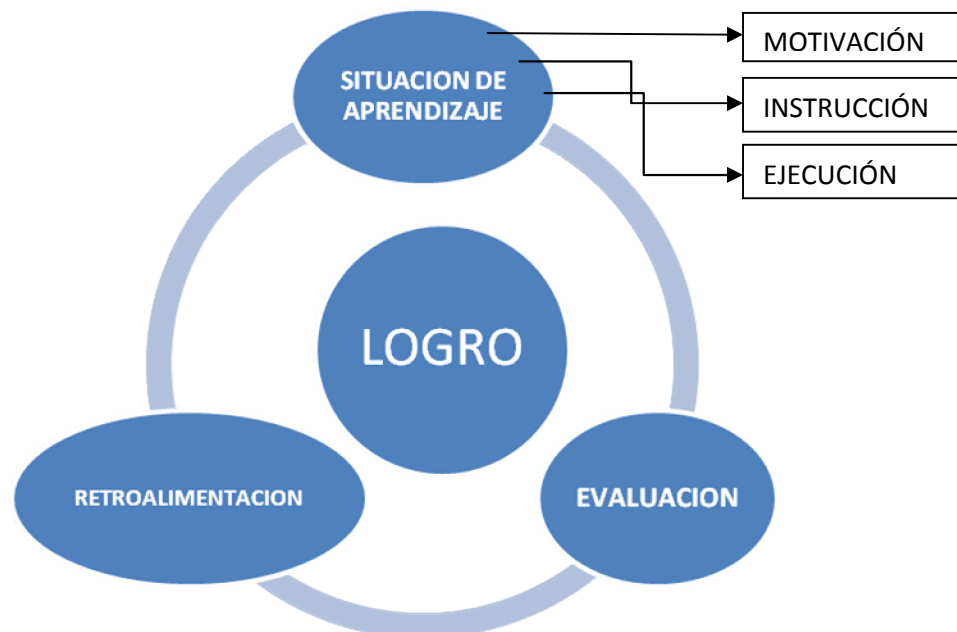 MOTIVACIÓN
SITUACION DE
APRENDIZAJE
INSTRUCCIÓN
EJECUCIÓN
LOGRO
RETROALIMENTACION
EVALUACION